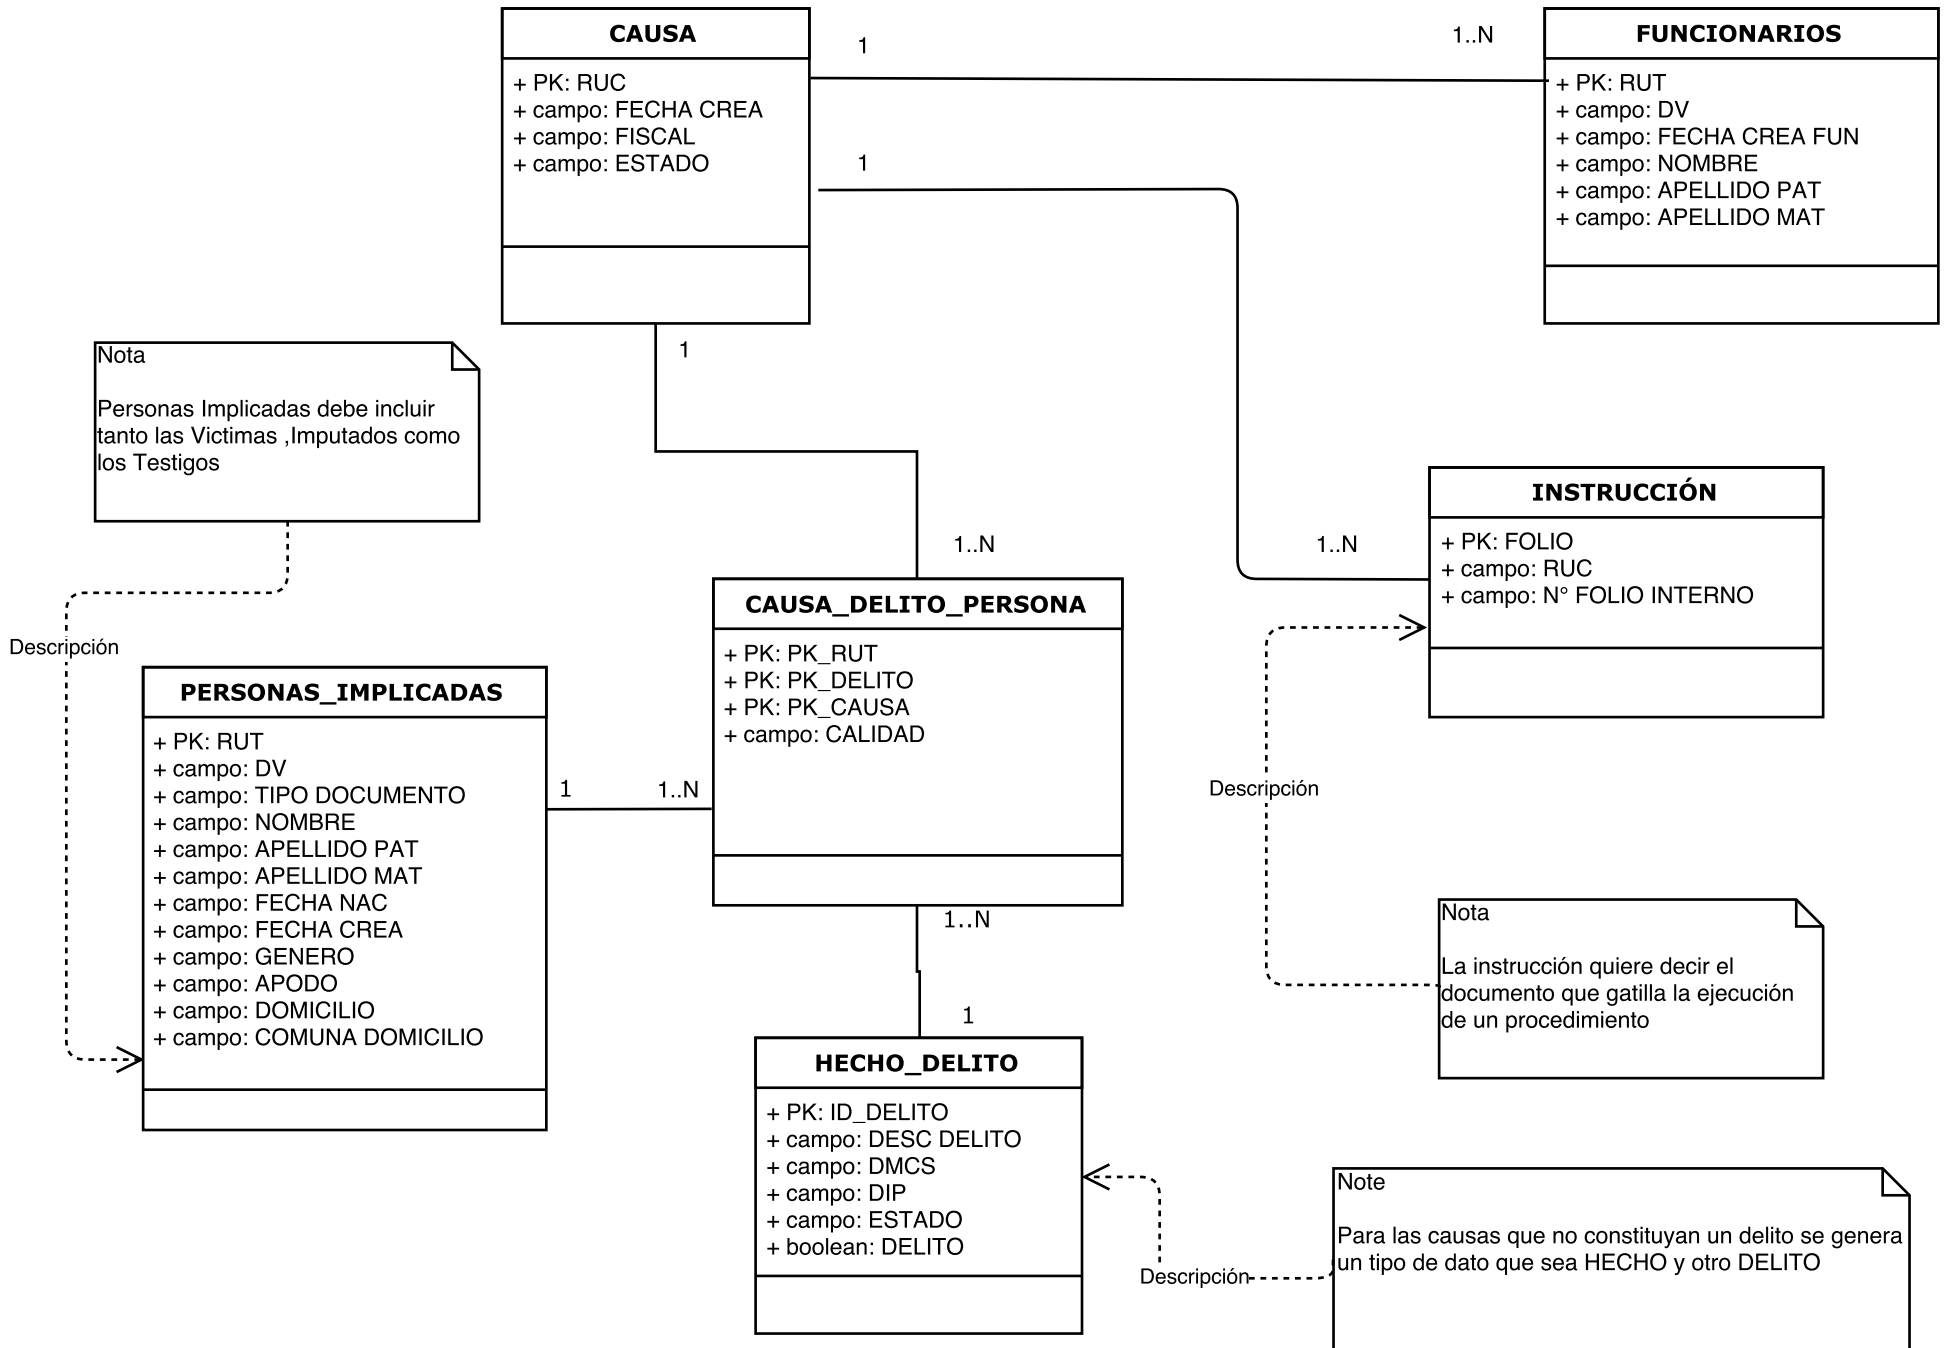 CAUSA
+ PK: RUC
+ campo: FECHA CREA
+ campo: FISCAL
+ campo: ESTADO
1
1..N
FUNCIONARIOS
+ PK: RUT
+ campo: DV
+ campo: FECHA CREA FUN
+ campo: NOMBRE
+ campo: APELLIDO PAT
+ campo: APELLIDO MAT
1
1
Nota
Personas Implicadas debe incluir
tanto las Victimas ,Imputados como
los Testigos
Descripción
1..N
1..N
INSTRUCCIÓN
+ PK: FOLIO
+ campo: RUC
+ campo: N° FOLIO INTERNO
CAUSA_DELITO_PERSONA
+ PK: PK_RUT
+ PK: PK_DELITO
+ PK: PK_CAUSA
+ campo: CALIDAD
PERSONAS_IMPLICADAS
+ PK: RUT
+ campo: DV
+ campo: TIPO DOCUMENTO
+ campo: NOMBRE
+ campo: APELLIDO PAT
+ campo: APELLIDO MAT
+ campo: FECHA NAC
+ campo: FECHA CREA
+ campo: GENERO
+ campo: APODO
+ campo: DOMICILIO
+ campo: COMUNA DOMICILIO
1
1..N
Descripción
1..N
1
Nota
La instrucción quiere decir el
documento que gatilla la ejecución
de un procedimiento
HECHO_DELITO
+ PK: ID_DELITO
+ campo: DESC DELITO
+ campo: DMCS
+ campo: DIP
+ campo: ESTADO
+ boolean: DELITO
Descripción
Note
Para las causas que no constituyan un delito se genera
un tipo de dato que sea HECHO y otro DELITO